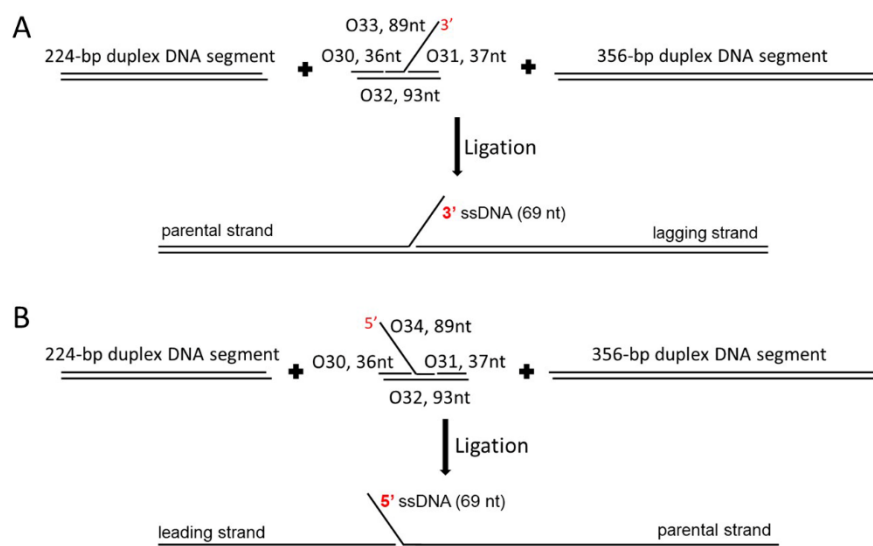 A
O33, 89nt 3′
224-bp duplex DNA segment
O30, 36nt O31, 37nt
356-bp duplex DNA segment
+ +
O32, 93nt
Ligation
3′ ssDNA (69 nt)
parental strand lagging strand
B
5′ O34, 89nt
224-bp duplex DNA segment
O30, 36nt O31, 37nt
356-bp duplex DNA segment
+ +
O32, 93nt
Ligation
5′ ssDNA (69 nt)
leading strand parental strand